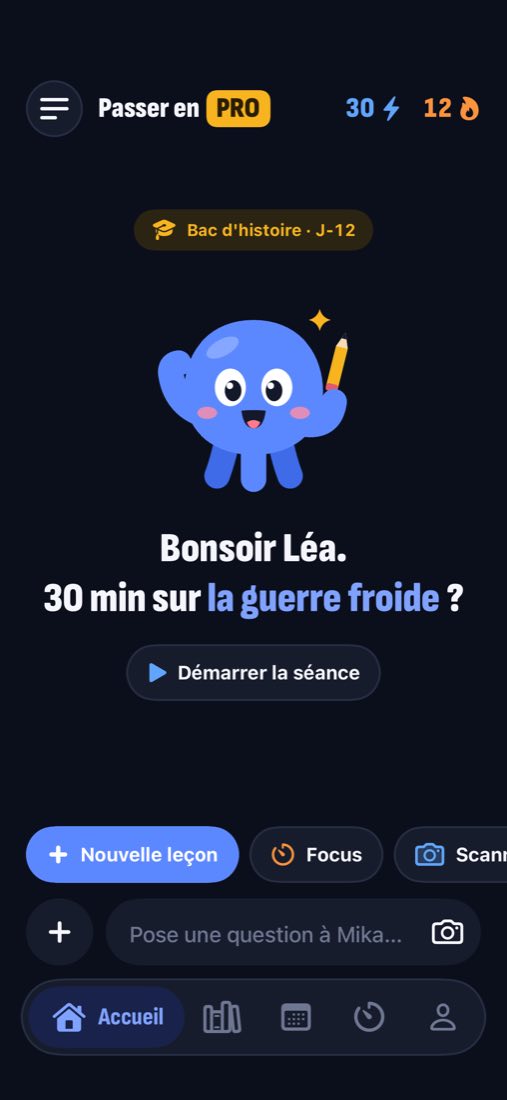 Passer en PRO
30
12
Bac d'histoire · J-12
Bonsoir Léa.
30 min sur la guerre froide ?
Démarrer la séance
Nouvelle leçon
Focus
Scann
Pose une question à Mika...
Accueil